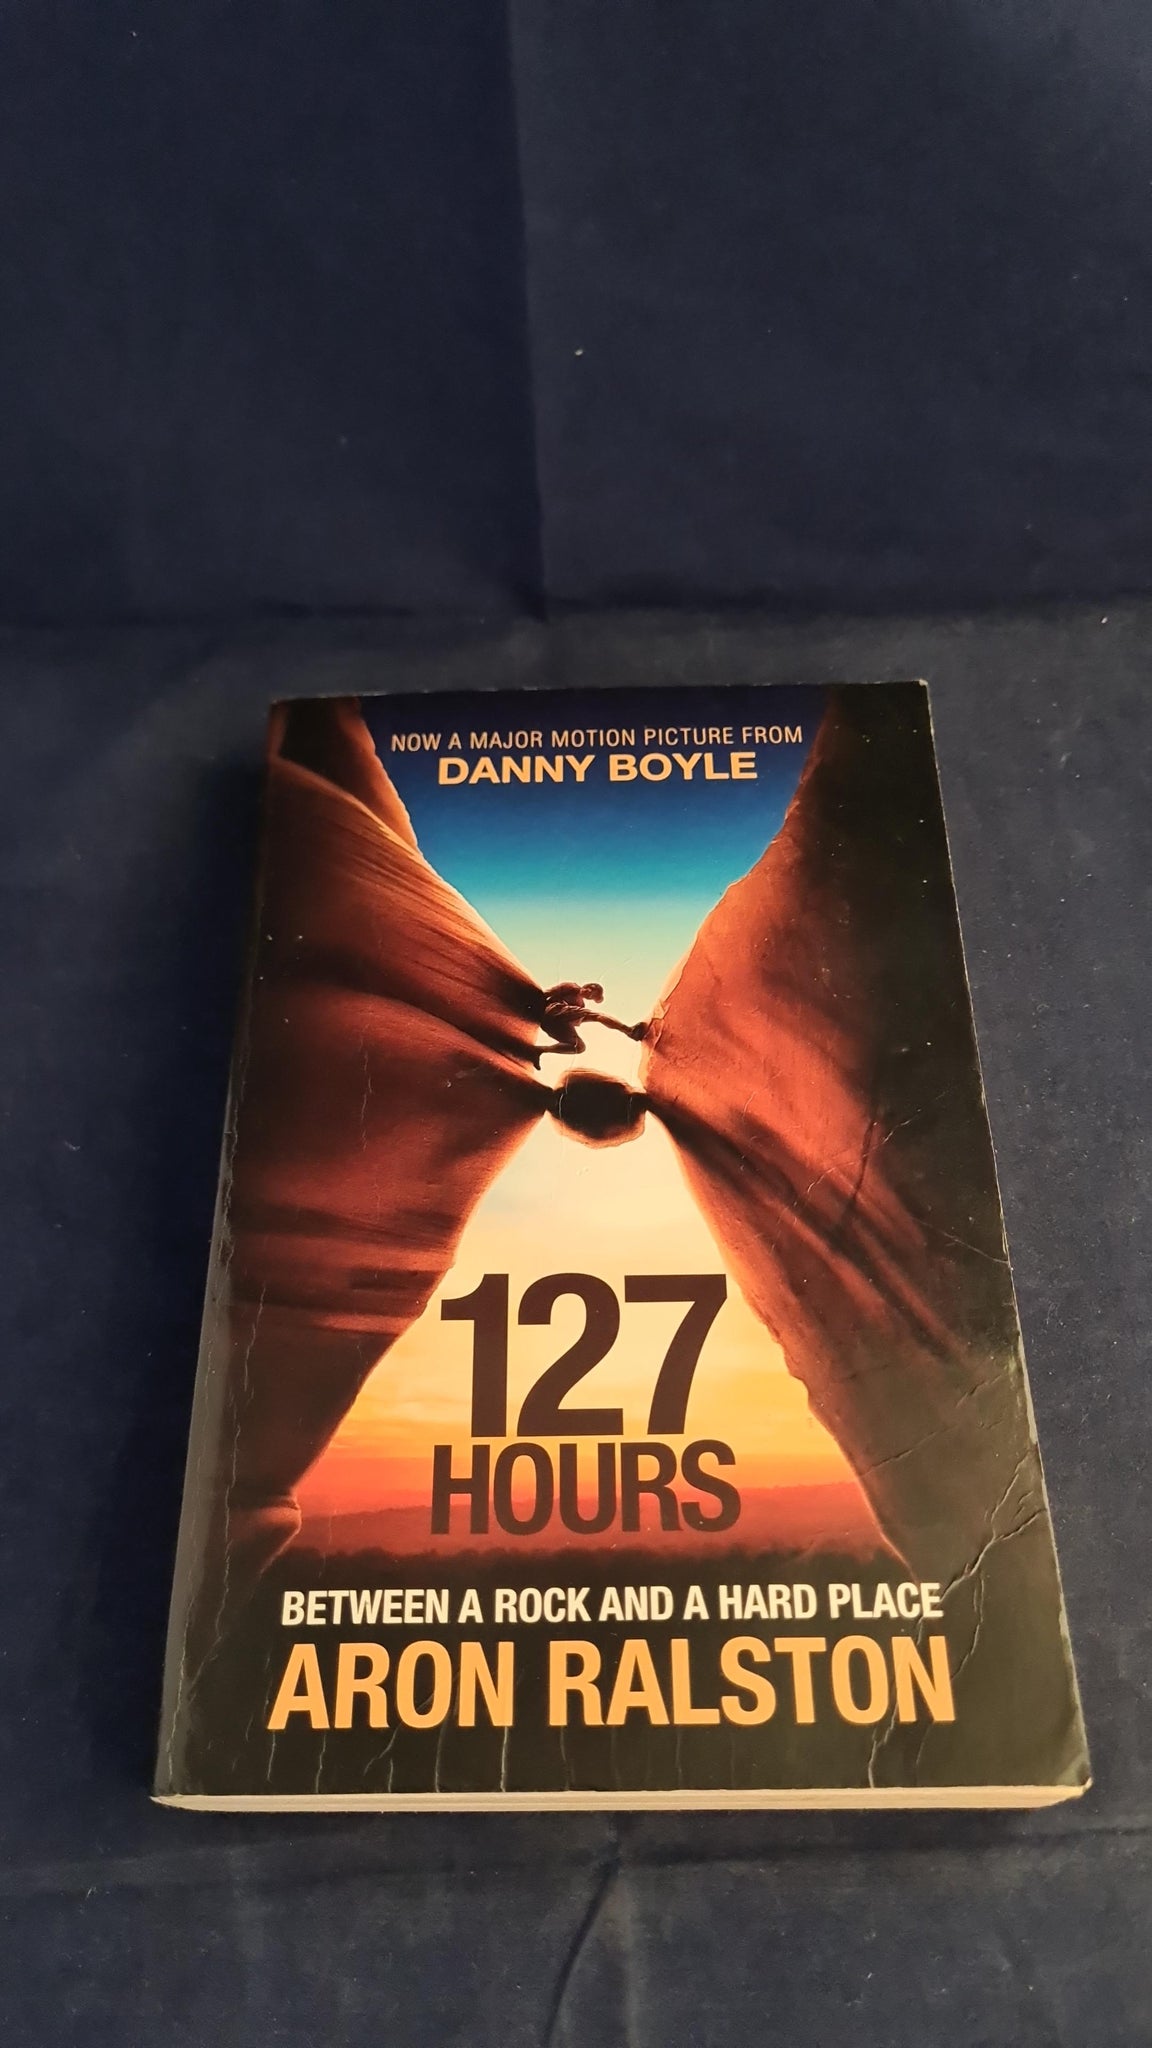 NOW A MAJOR MOTION PICTURE FROM
DANNY BOYLE
127
HOURS
BETWEEN A ROCK AND A HARD PLACE
ARON RALSTON